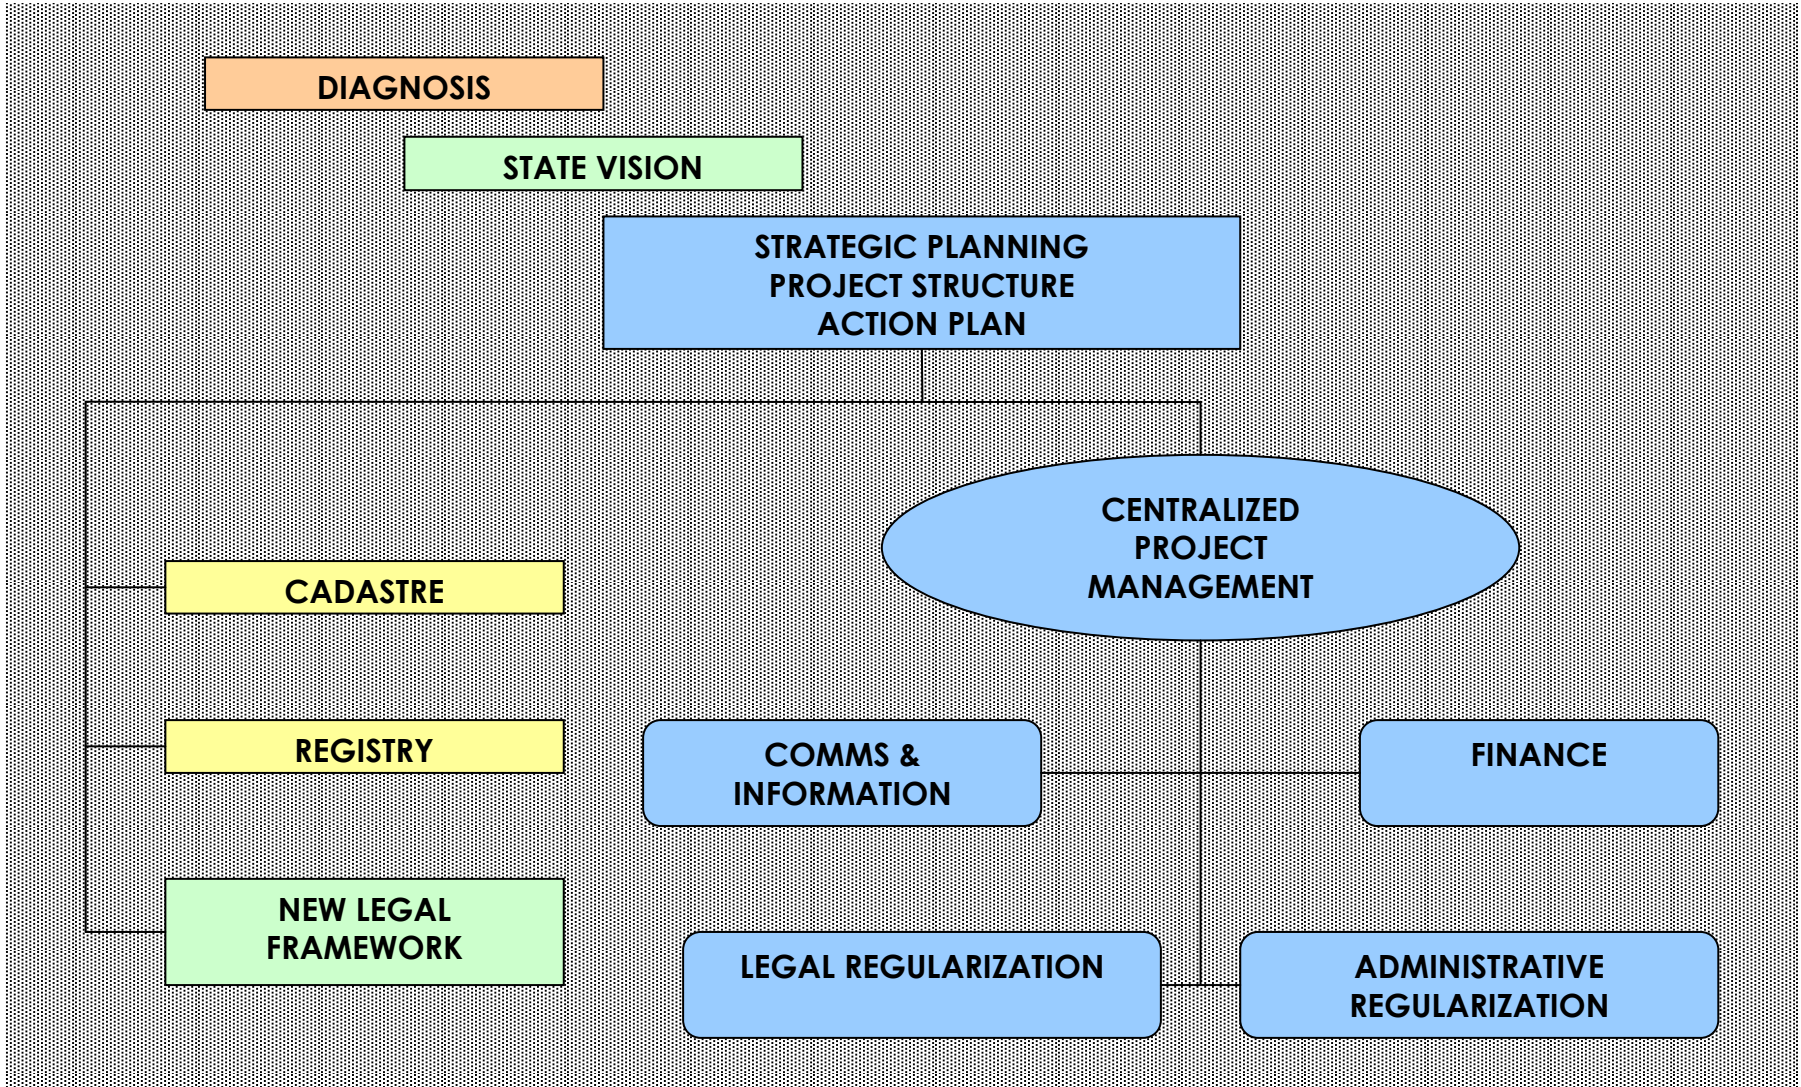 DIAGNOSIS
STATE VISION
STRATEGIC PLANNING
PROJECT STRUCTURE
ACTION PLAN
CENTRALIZED
PROJECT
MANAGEMENT
CADASTRE
REGISTRY
NEW LEGAL
FRAMEWORK
COMMS &
INFORMATION
FINANCE
LEGAL REGULARIZATION
ADMINISTRATIVE
REGULARIZATION